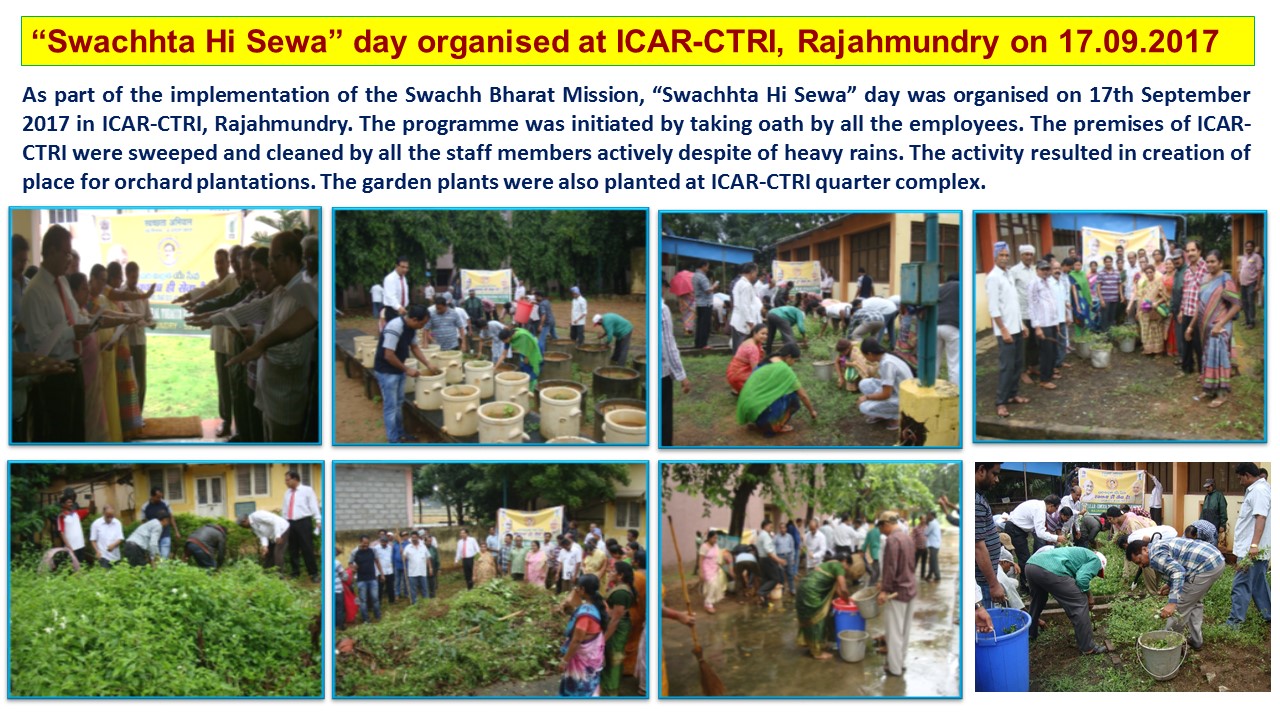 “Swachhta Hi Sewa” day organised at ICAR-CTRI, Rajahmundry on 17.09.2017
As part of the implementation of the Swachh Bharat Mission, “Swachhta Hi Sewa” day was organised on 17th September
2017 in ICAR-CTRI, Rajahmundry. The programme was initiated by taking oath by all the employees. The premises of ICAR-
CTRI were sweeped and cleaned by all the staff members actively despite of heavy rains. The activity resulted in creation of
place for orchard plantations. The garden plants were also planted at ICAR-CTRI quarter complex.